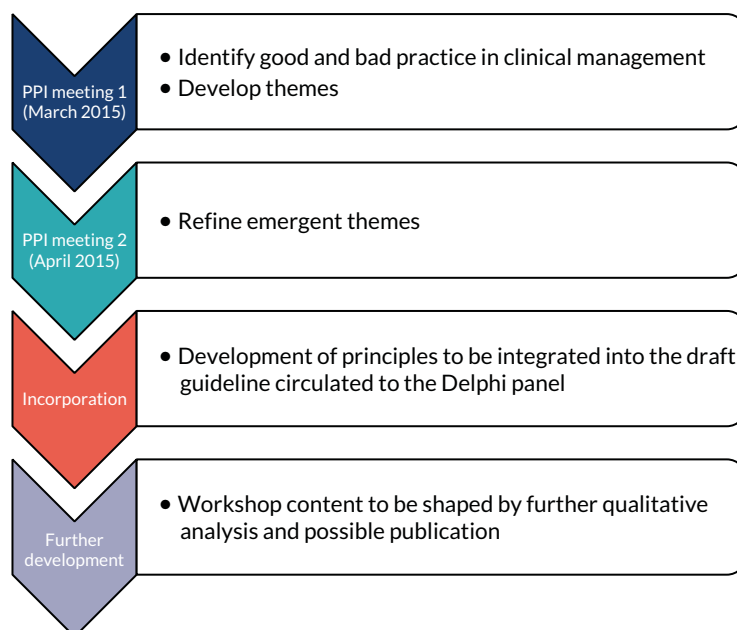 PPI meeting 1
(March 2015)
• Identify good and bad practice in clinical management
• Develop themes
PPI meeting 2
(April 2015)
• Refine emergent themes
Incorporation
• Development of principles to be integrated into the draft
guideline circulated to the Delphi panel
Further
development
• Workshop content to be shaped by further qualitative
analysis and possible publication